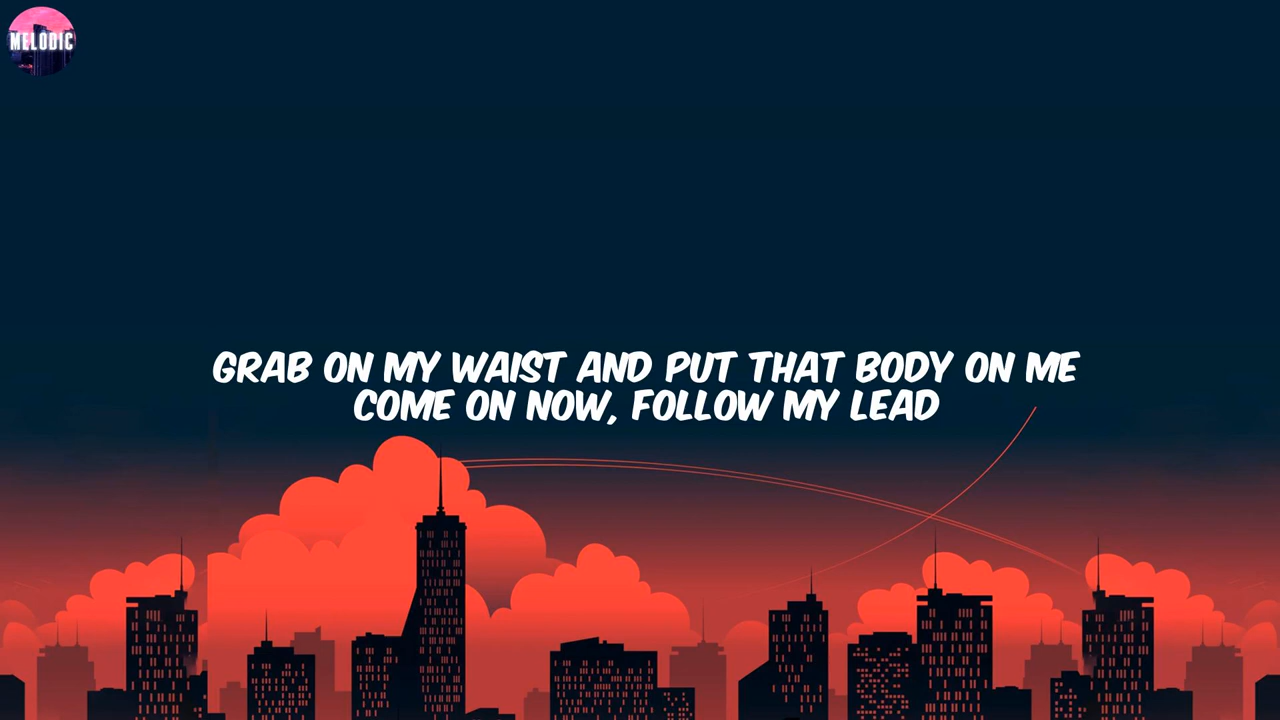 MELODIC
GRAB ON MY WAIST AND PUT THAT BODY ON ME
COME ON NOW, FOLLOW MY LEAD